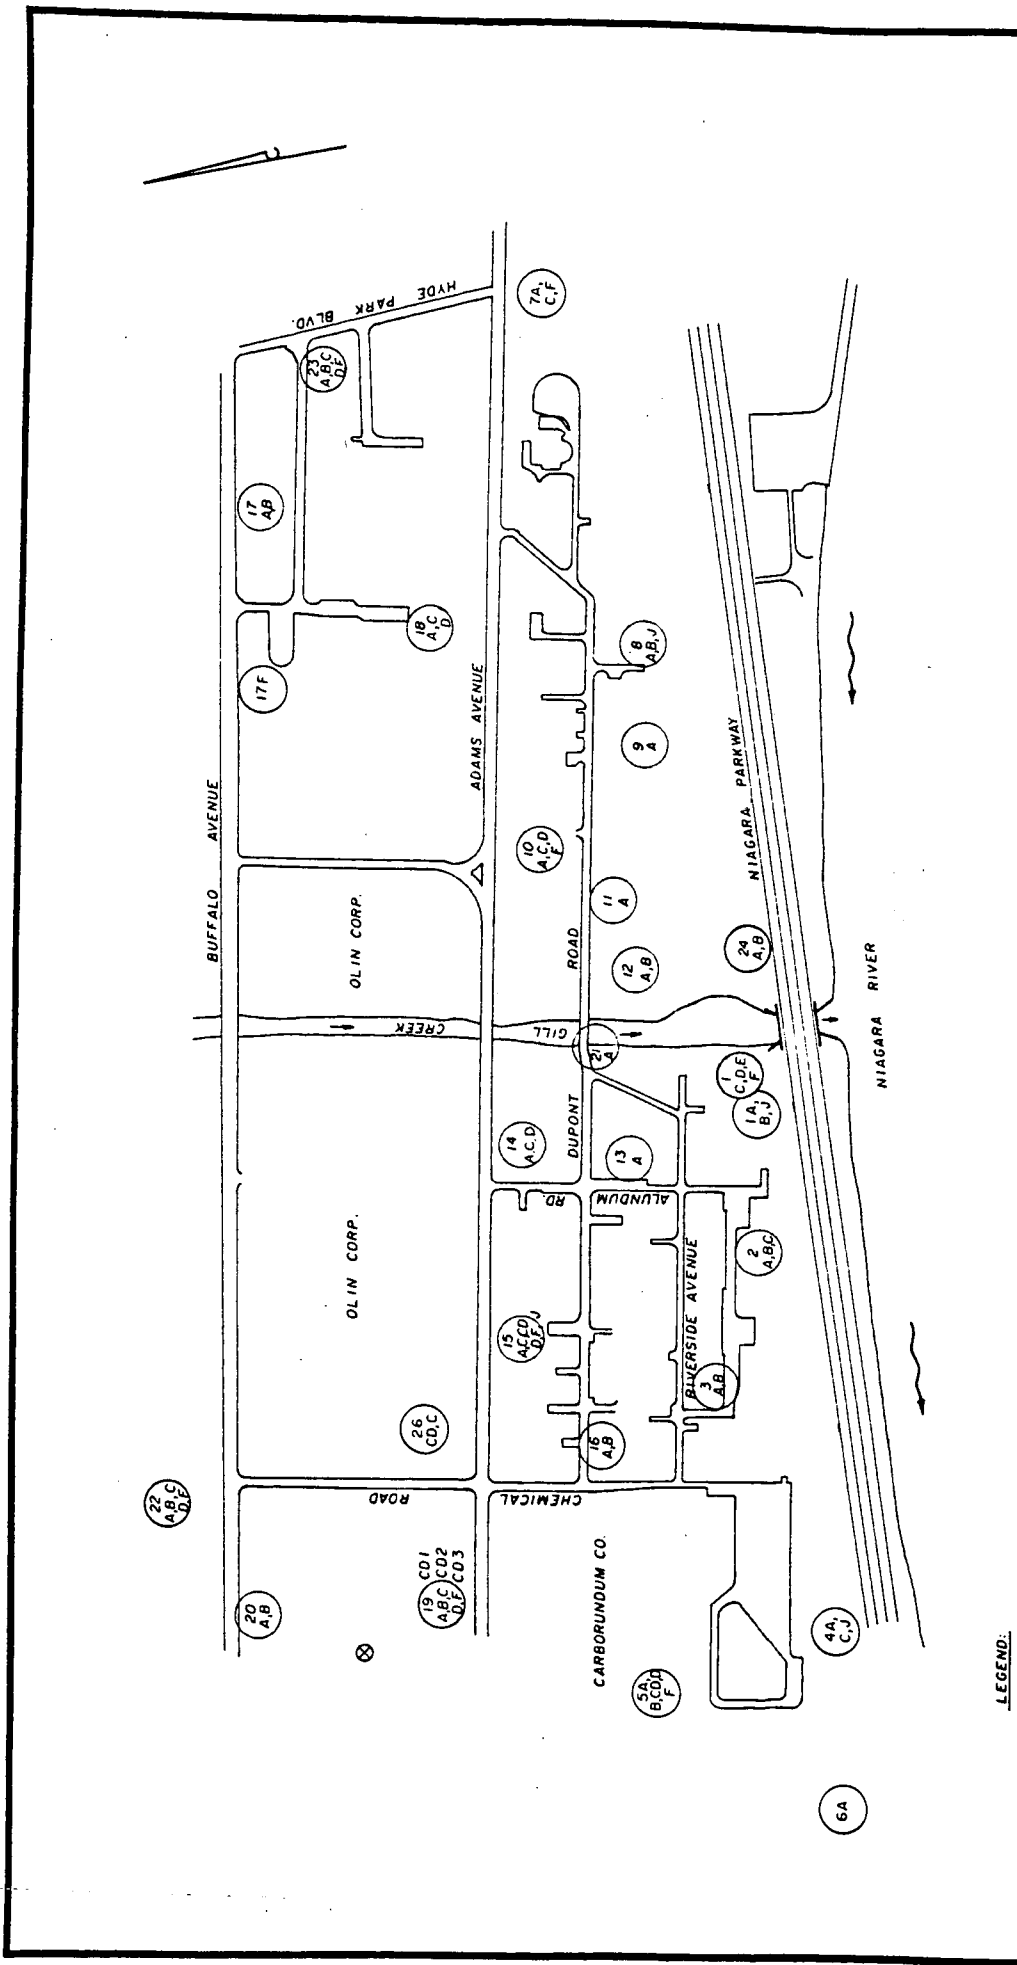 22
A,B,C
D,F
20
A,B
BUFFALO AVENUE
17F
17
A,B
HYDE PARK BLVD.
23
A,B,C
D,F
OLIN CORP.
OLIN CORP.
CREEK
ROAD
26
CD,C
18
A,C
D
CD1
19 CD2
A,B,C
D,F CD3
ADAMS AVENUE
7A,
C,F
CHEMICAL
15
A,C,CD
D,F,J
RD.
14
A,C,D
GILL
10
A,C,D
F
DUPONT
ROAD
CARBORUNDUM CO.
16
A,B
21
A
ALUNDUM
13
A
11
A
12
A,B
9
A
8
A,B,J
5A,
B,CD,D
F
RIVERSIDE AVENUE
3
A,B
2
A,B,C
1A,
B,J
1
C,D,E
F
24
A,B
NIAGARA PARKWAY
4A,
C,J
6A
NIAGARA RIVER
LEGEND: